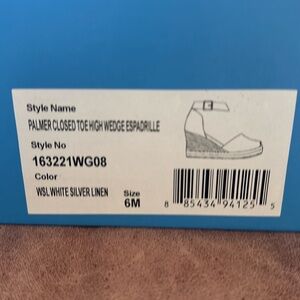 Style Name
PALMER CLOSED TOE HIGH WEDGE ESPADRILLE
Style No
163221WG08
Color
WSL WHITE SILVER LINEN
Size
6M
8 85434 94125 5